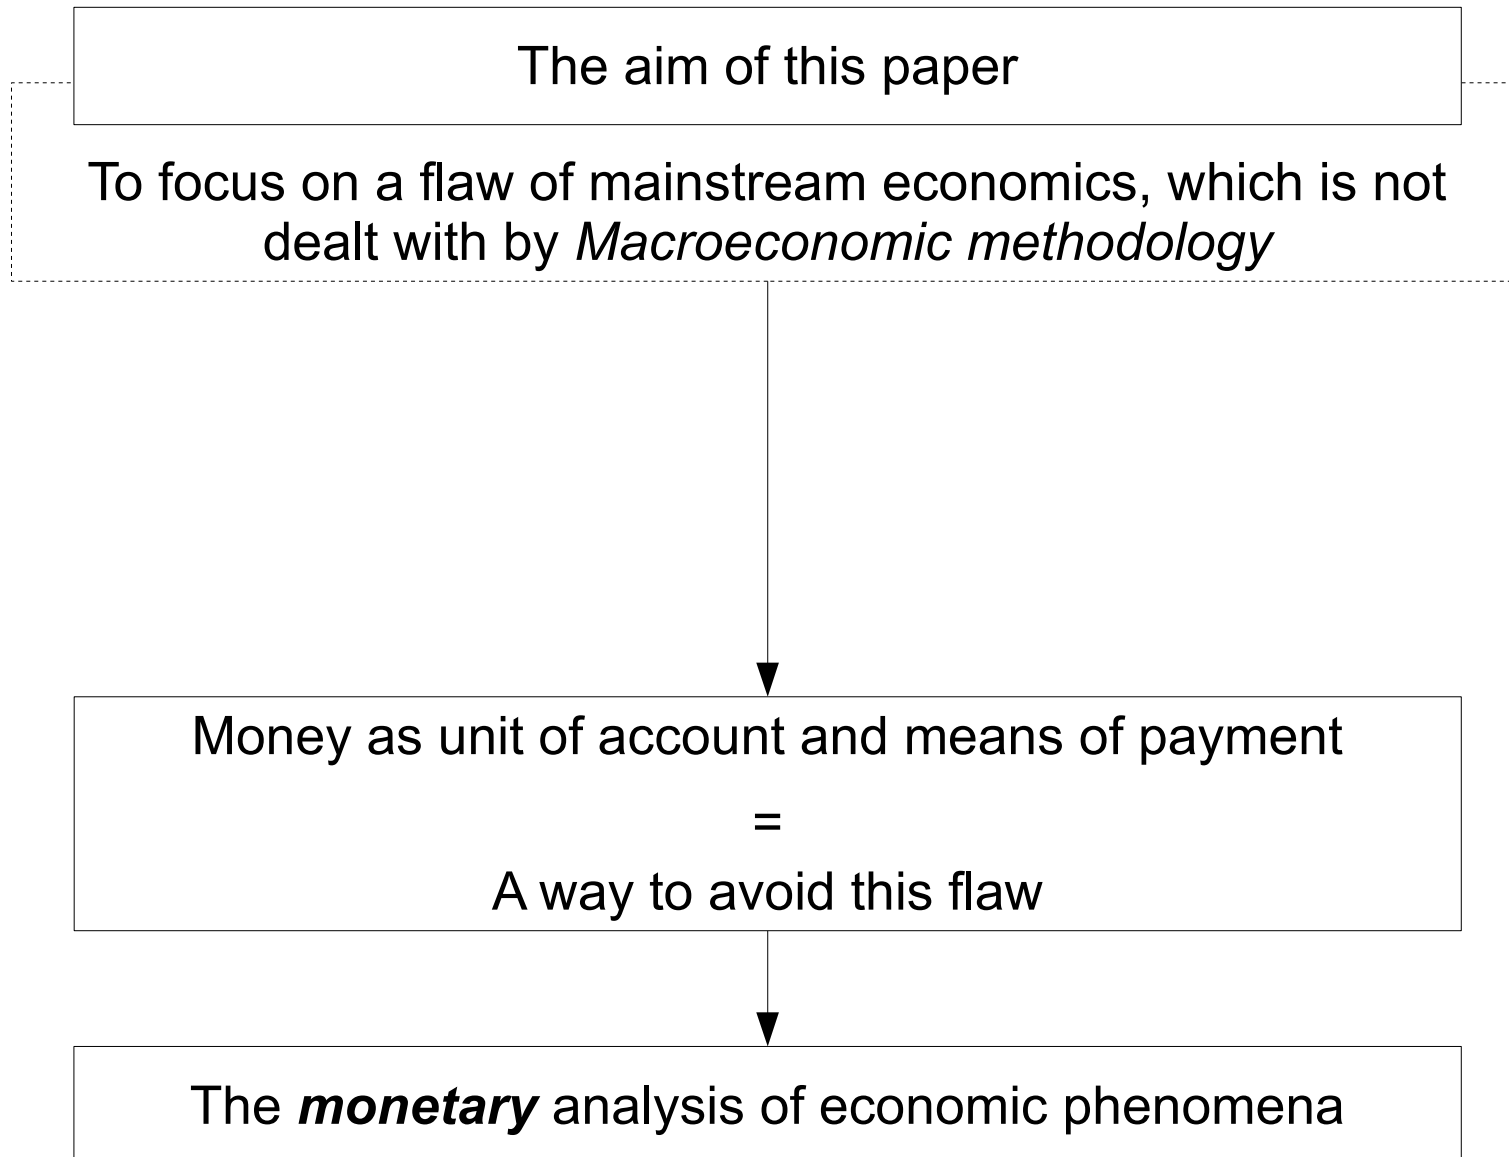 The aim of this paper
To focus on a flaw of mainstream economics, which is not
dealt with by Macroeconomic methodology
Money as unit of account and means of payment
=
A way to avoid this flaw
The monetary analysis of economic phenomena